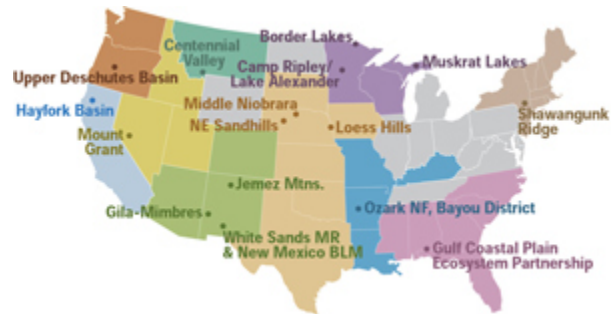 Border Lakes
Centennial
Valley
Camp Ripley/
Lake Alexander
Muskrat Lakes
Upper Deschutes Basin
Hayfork Basin
Middle Niobrara
NE Sandhills
Loess Hills
Shawangunk
Ridge
Mount
Grant
Jemez Mtns.
Gila-Mimbres
Ozark NF, Bayou District
White Sands MR
& New Mexico BLM
Gulf Coastal Plain
Ecosystem Partnership